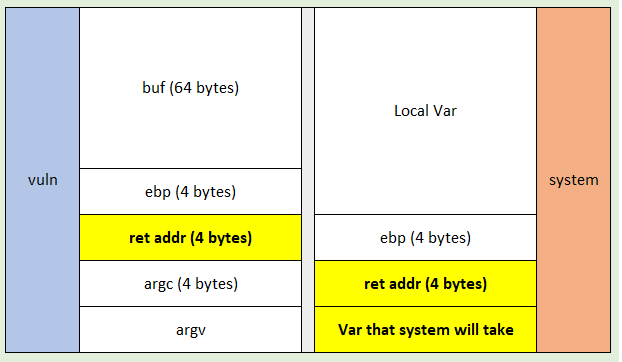 vuln
buf (64 bytes)
ebp (4 bytes)
ret addr (4 bytes)
argc (4 bytes)
argv
Local Var
ebp (4 bytes)
ret addr (4 bytes)
Var that system will take
system